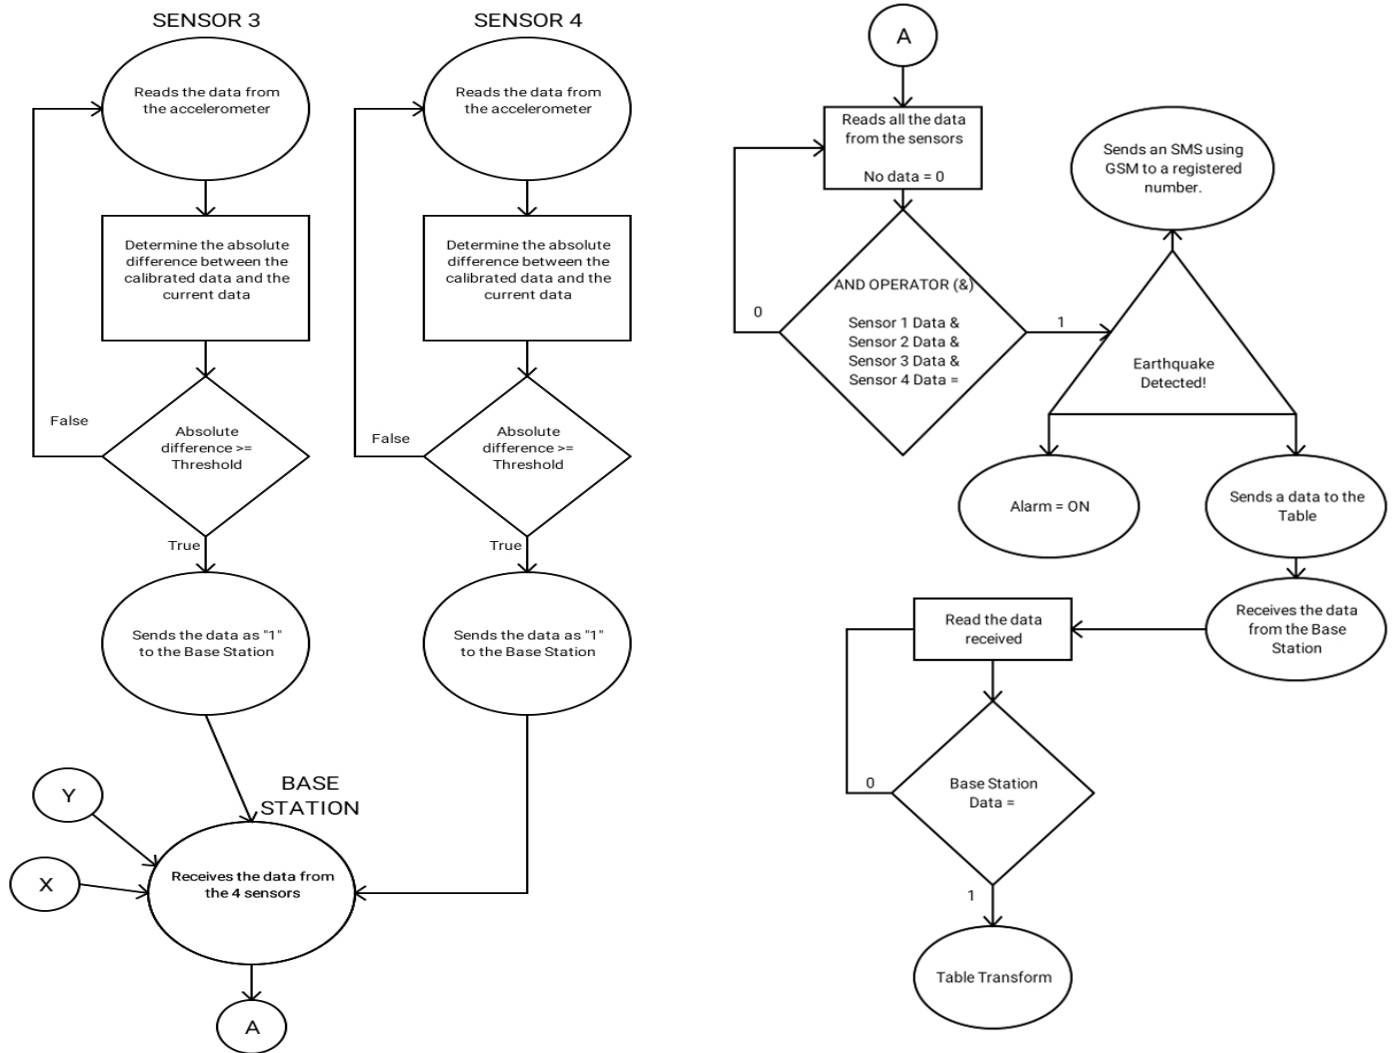 SENSOR 3
Reads the data from
the accelerometer
Determine the absolute
difference between the
calibrated data and the
current data
False
Absolute
difference >=
Threshold
True
Sends the data as "1"
to the Base Station
SENSOR 4
Reads the data from
the accelerometer
Determine the absolute
difference between the
calibrated data and the
current data
False
Absolute
difference >=
Threshold
True
Sends the data as "1"
to the Base Station
Y
X
BASE
STATION
Receives the data from
the 4 sensors
A
A
Reads all the data
from the sensors
No data = 0
AND OPERATOR (&)
Sensor 1 Data &
Sensor 2 Data &
Sensor 3 Data &
Sensor 4 Data =
0
1
Sends an SMS using
GSM to a registered
number.
Earthquake
Detected!
Alarm = ON
Sends a data to the
Table
Receives the data
from the Base
Station
Read the data
received
Base Station
Data =
0
1
Table Transform